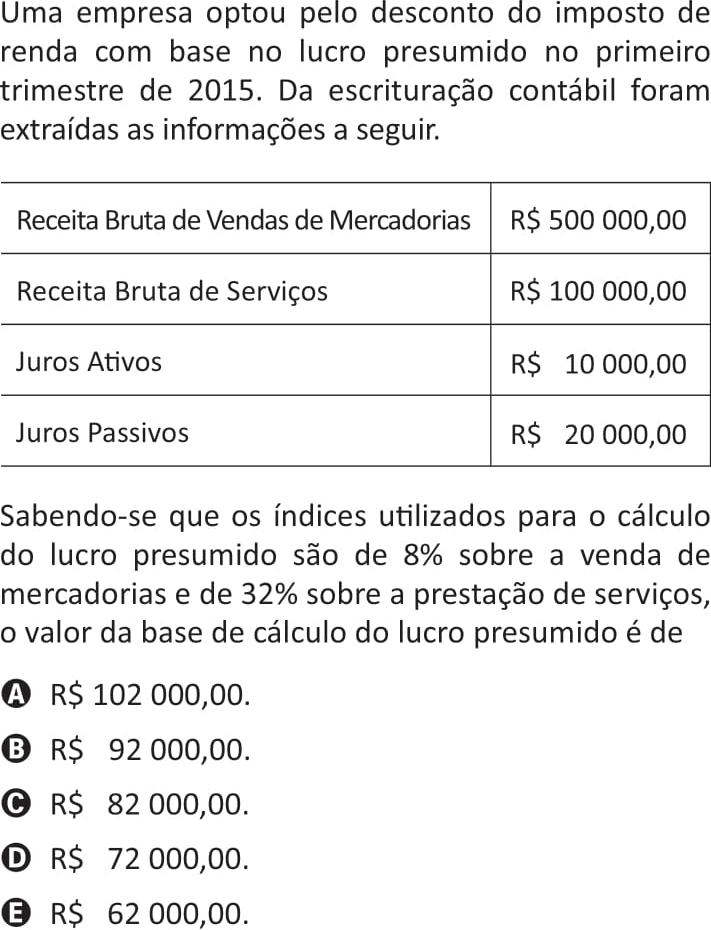 Uma empresa optou pelo desconto do imposto de
renda com base no lucro presumido no primeiro
trimestre de 2015. Da escrituração contábil foram
extraídas as informações a seguir.
Receita Bruta de Vendas de Mercadorias R$ 500 000,00
Receita Bruta de Serviços R$ 100 000,00
Juros Ativos R$ 10 000,00
Juros Passivos R$ 20 000,00
Sabendo-se que os índices utilizados para o cálculo
do lucro presumido são de 8% sobre a venda de
mercadorias e de 32% sobre a prestação de serviços,
o valor da base de cálculo do lucro presumido é de
A R$ 102 000,00.
B R$ 92 000,00.
C R$ 82 000,00.
D R$ 72 000,00.
E R$ 62 000,00.